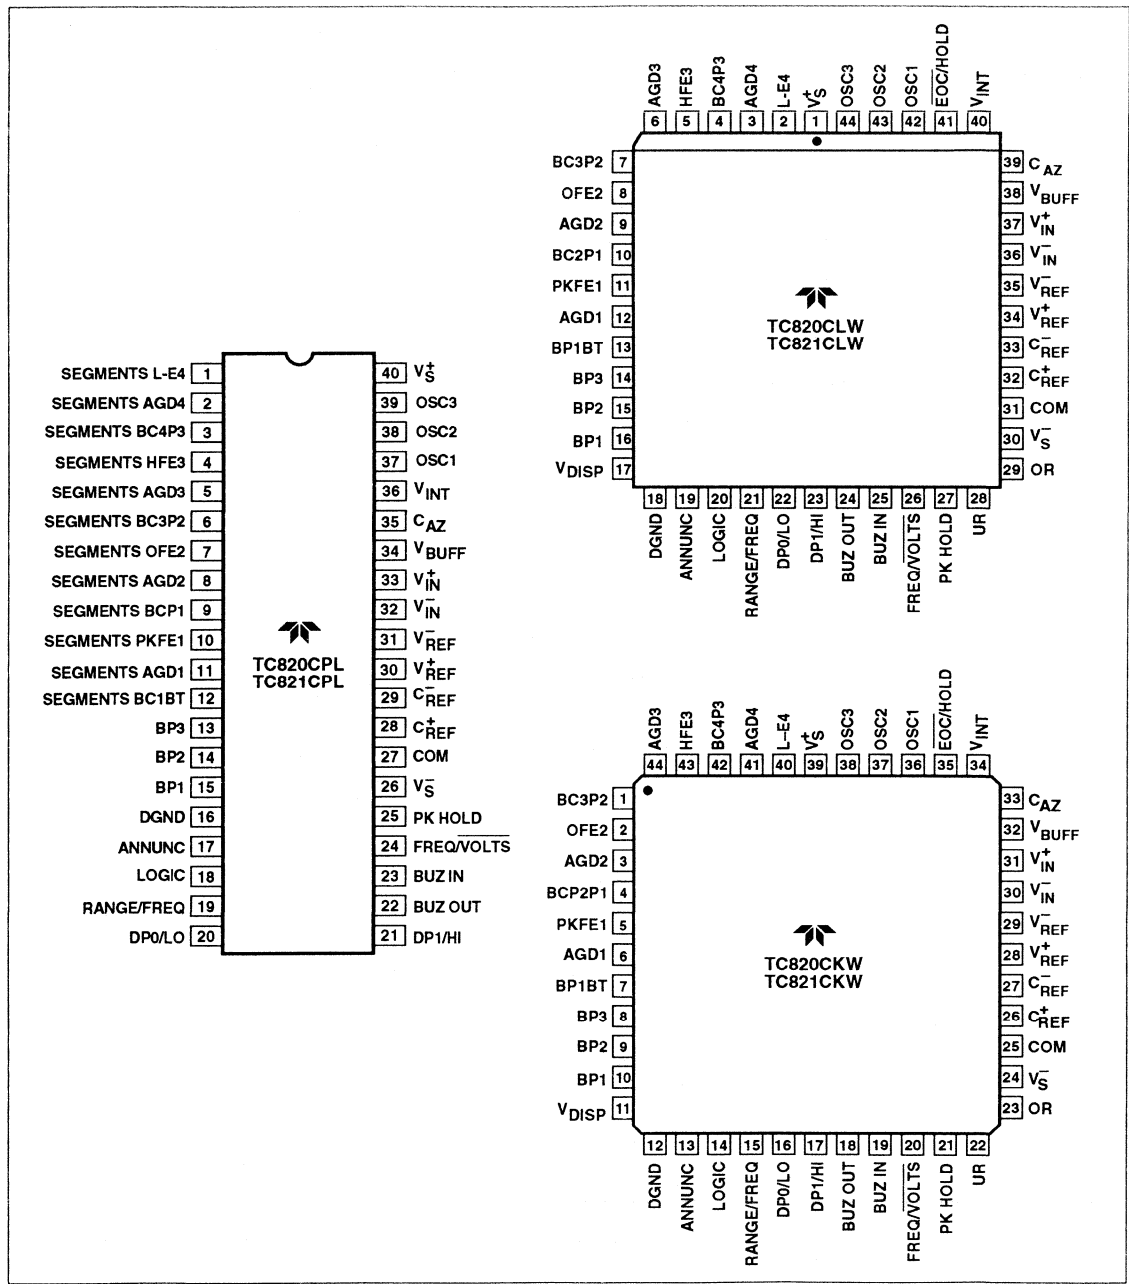 SEGMENTS L-E4 1
SEGMENTS AGD4 2
SEGMENTS BC4P3 3
SEGMENTS HFE3 4
SEGMENTS AGD3 5
SEGMENTS BC3P2 6
SEGMENTS OFE2 7
SEGMENTS AGD2 8
SEGMENTS BCP1 9
SEGMENTS PKFE1 10
SEGMENTS AGD1 11
SEGMENTS BC1BT 12
BP3 13
BP2 14
BP1 15
DGND 16
ANNUNC 17
LOGIC 18
RANGE/FREQ 19
DP0/LO 20
TC820CPL
TC821CPL
40 V+S
39 OSC3
38 OSC2
37 OSC1
36 VINT
35 CAZ
34 VBUFF
33 V+IN
32 V−IN
31 V−REF
30 V+REF
29 C−REF
28 C+REF
27 COM
26 V−S
25 PK HOLD
24 FREQ/VOLTS
23 BUZ IN
22 BUZ OUT
21 DP1/HI
AGD3 6
HFE3 5
BC4P3 4
AGD4 3
L-E4 2
V+S 1
OSC3 44
OSC2 43
OSC1 42
EOC/HOLD 41
VINT 40
BC3P2 7
OFE2 8
AGD2 9
BC2P1 10
PKFE1 11
AGD1 12
BP1BT 13
BP3 14
BP2 15
BP1 16
VDISP 17
TC820CLW
TC821CLW
39 CAZ
38 VBUFF
37 V+IN
36 V−IN
35 V−REF
34 V+REF
33 C−REF
32 C+REF
31 COM
30 V−S
29 OR
18 DGND
19 ANNUNC
20 LOGIC
21 RANGE/FREQ
22 DP0/LO
23 DP1/HI
24 BUZ OUT
25 BUZ IN
26 FREQ/VOLTS
27 PK HOLD
28 UR
AGD3 44
HFE3 43
BC4P3 42
AGD4 41
L–E4 40
V+S 39
OSC3 38
OSC2 37
OSC1 36
EOC/HOLD 35
VINT 34
BC3P2 1
OFE2 2
AGD2 3
BCP2P1 4
PKFE1 5
AGD1 6
BP1BT 7
BP3 8
BP2 9
BP1 10
VDISP 11
TC820CKW
TC821CKW
33 CAZ
32 VBUFF
31 V+IN
30 V−IN
29 V−REF
28 V+REF
27 C−REF
26 C+REF
25 COM
24 V−S
23 OR
12 DGND
13 ANNUNC
14 LOGIC
15 RANGE/FREQ
16 DP0/LO
17 DP1/HI
18 BUZ OUT
19 BUZ IN
20 FREQ/VOLTS
21 PK HOLD
22 UR